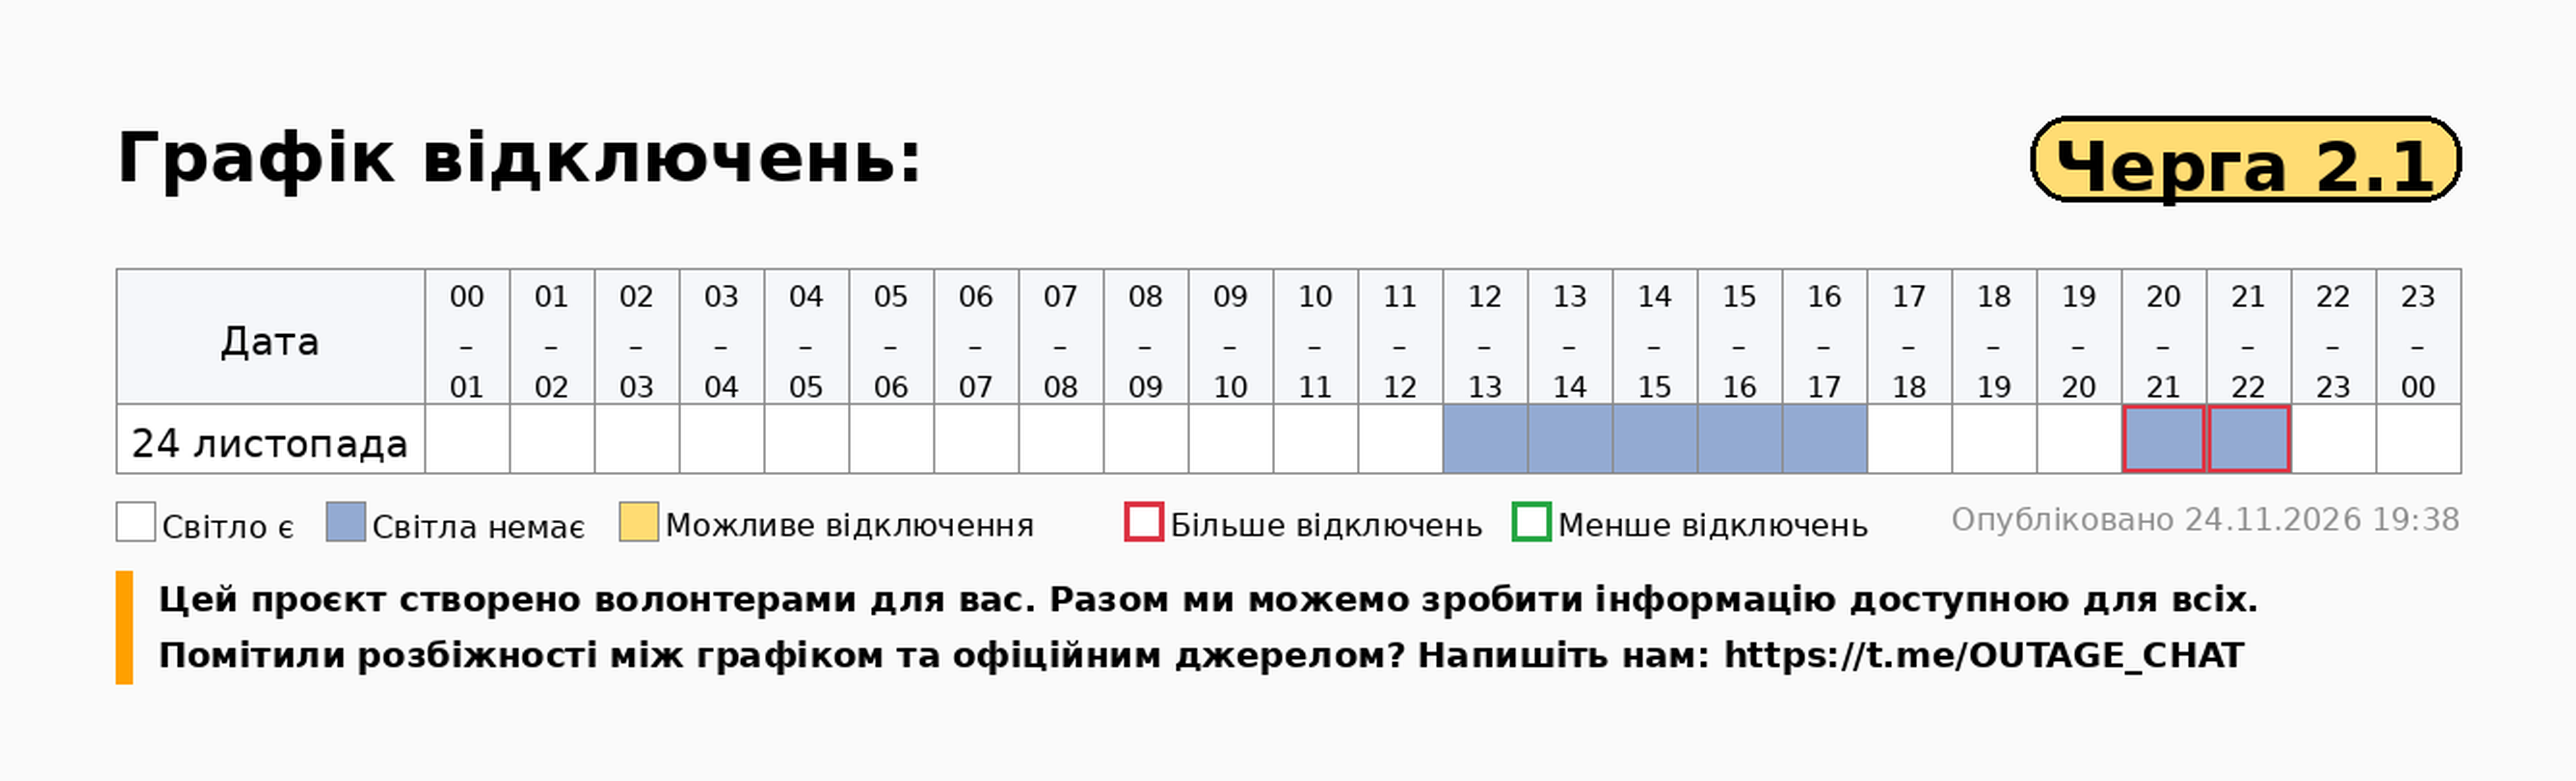 Графік відключень:
Черга 2.1
Дата 00 – 01 01 – 02 02 – 03 03 – 04 04 – 05 05 – 06 06 – 07 07 – 08 08 – 09 09 – 10 10 – 11 11 – 12 12 – 13 13 – 14 14 – 15 15 – 16 16 – 17 17 – 18 18 – 19 19 – 20 20 – 21 21 – 22 22 – 23 23 – 00
24 листопада
Світло є Світла немає Можливе відключення Більше відключень Менше відключень Опубліковано 24.11.2026 19:38
Цей проєкт створено волонтерами для вас. Разом ми можемо зробити інформацію доступною для всіх.
Помітили розбіжності між графіком та офіційним джерелом? Напишіть нам: https://t.me/OUTAGE_CHAT